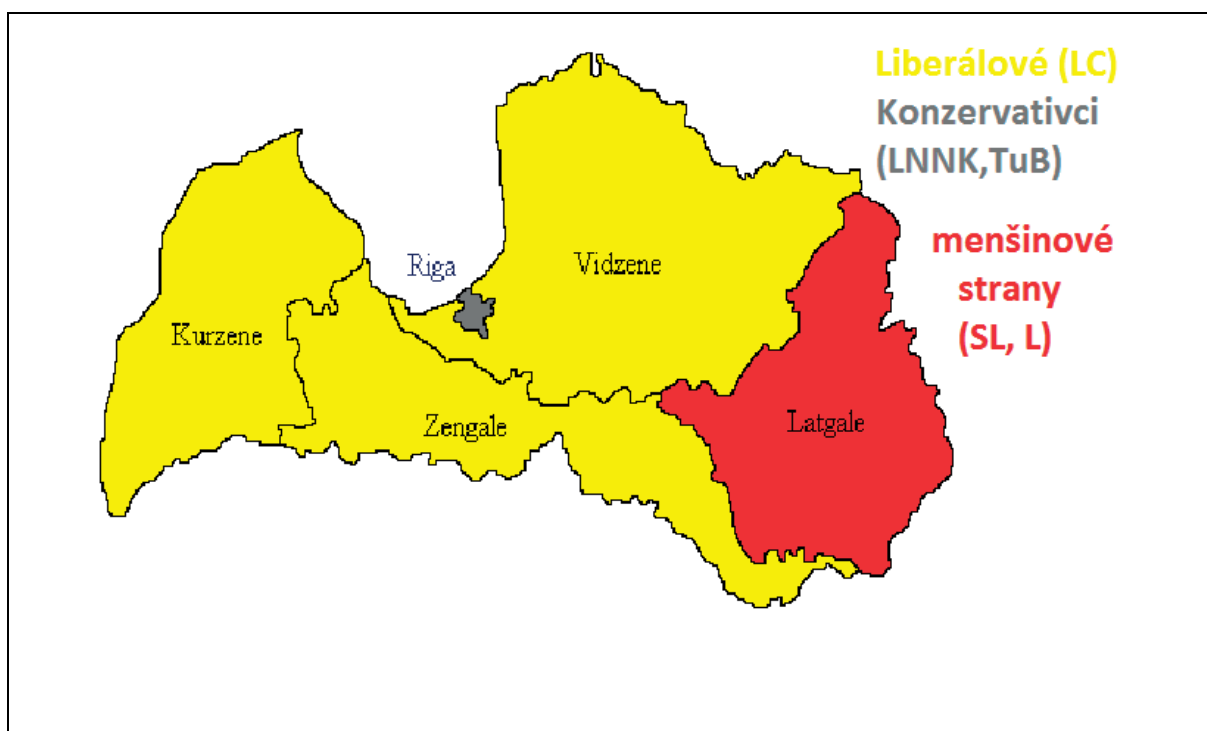 Liberálové (LC)
Konzervativci
(LNNK,TuB)
menšinové
strany
(SL, L)
Riga
Vidzene
Kurzene
Zengale
Latgale